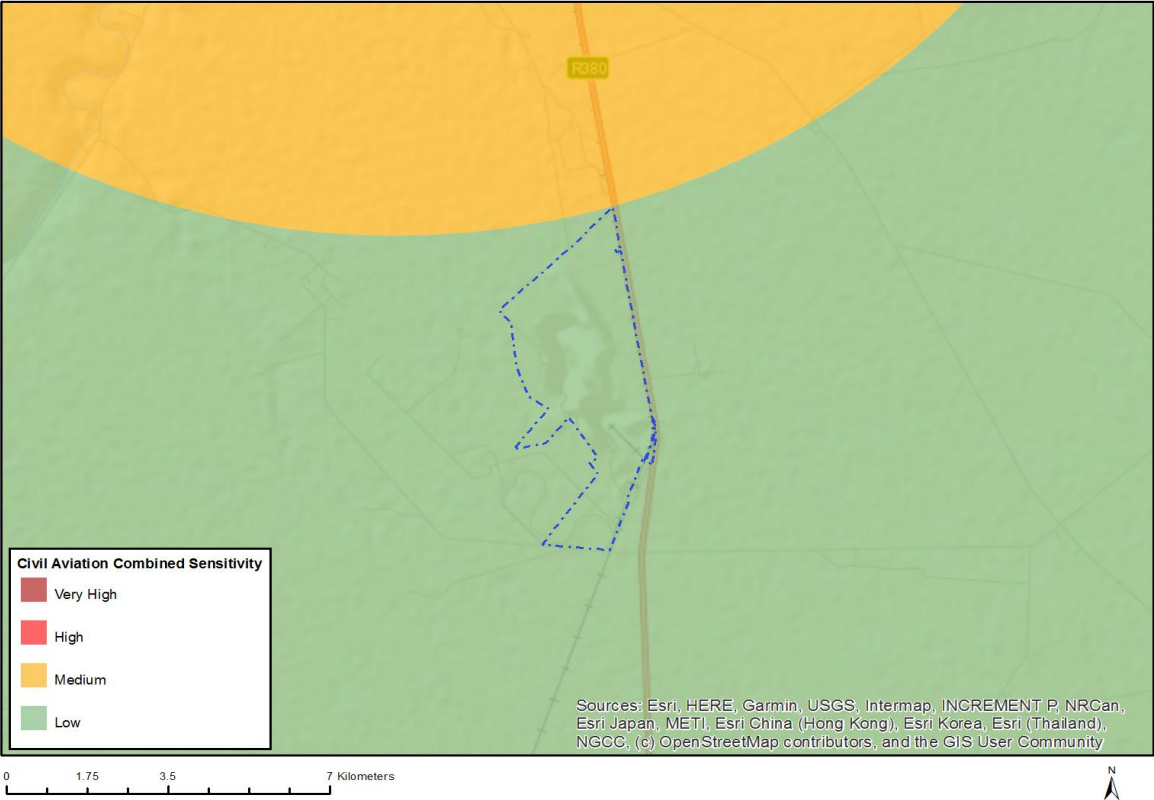 R380
Civil Aviation Combined Sensitivity
Very High
High
Medium
Low
Sources: Esri, HERE, Garmin, USGS, Intermap, INCREMENT P, NRCan,
Esri Japan, METI, Esri China (Hong Kong), Esri Korea, Esri (Thailand),
NGCC, (c) OpenStreetMap contributors, and the GIS User Community
0 1.75 3.5 7 Kilometers
N